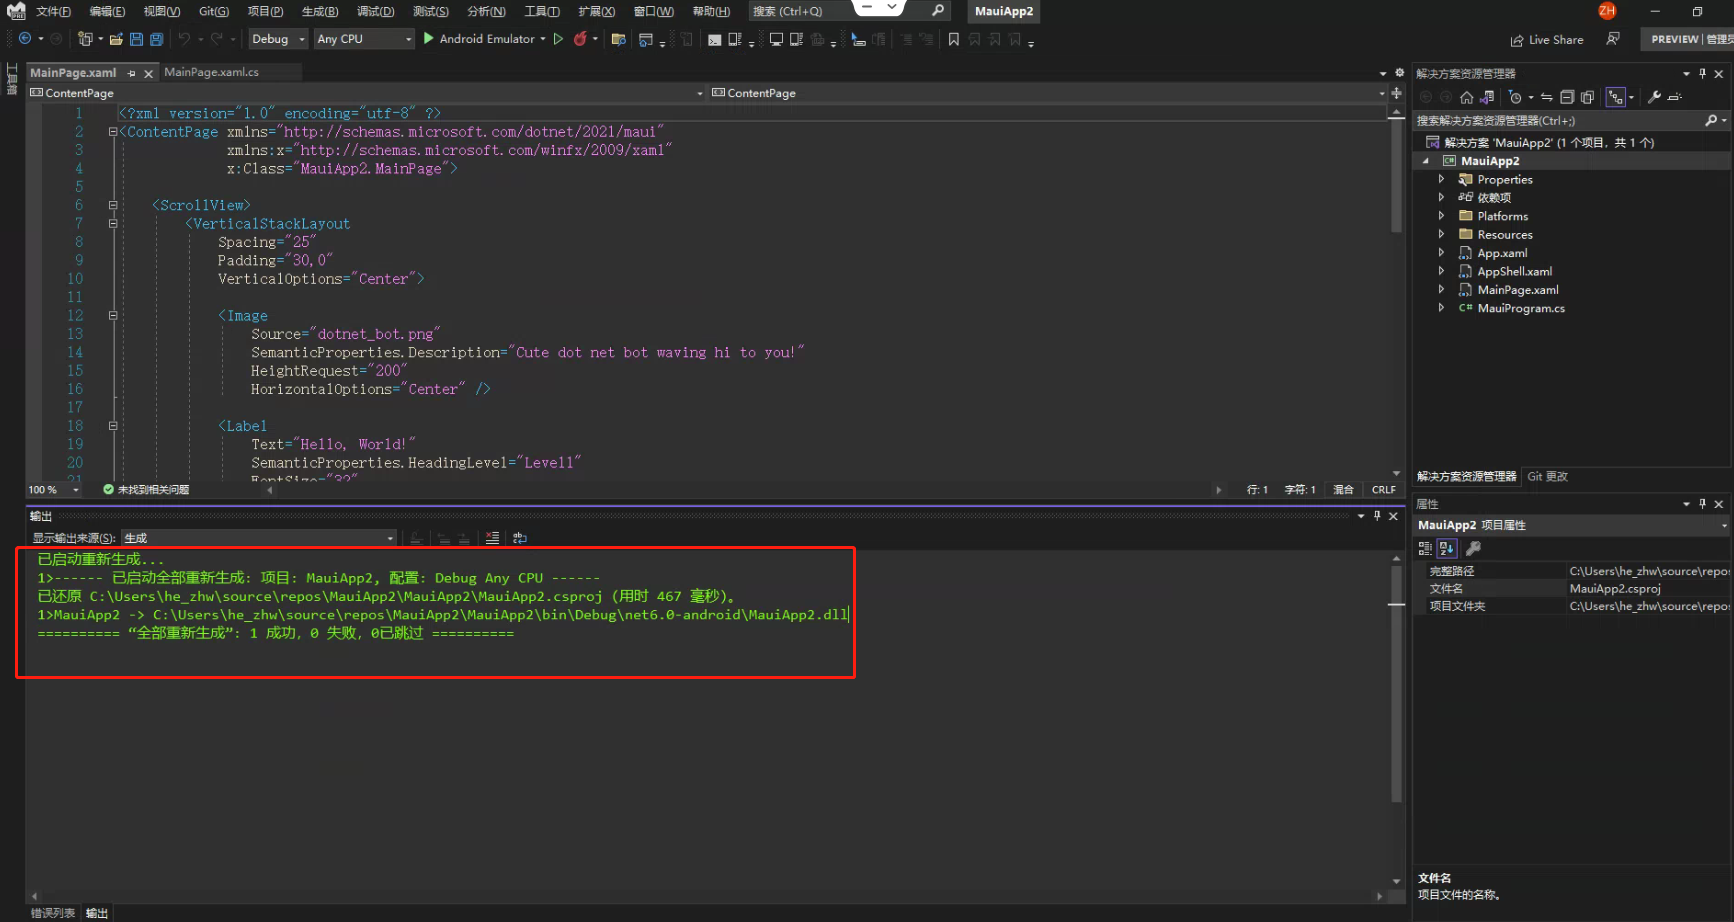 文件(F) 编辑(E) 视图(V) Git(G) 项目(P) 生成(B) 调试(D) 测试(S) 分析(N) 工具(T) 扩展(X) 窗口(W) 帮助(H) 搜索 (Ctrl+Q) MauiApp2 ZH
Debug Any CPU Android Emulator Live Share PREVIEW | 管理员
工具箱
MainPage.xaml MainPage.xaml.cs
ContentPage ContentPage
1 <?xml version="1.0" encoding="utf-8" ?>
2 <ContentPage xmlns="http://schemas.microsoft.com/dotnet/2021/maui"
3 xmlns:x="http://schemas.microsoft.com/winfx/2009/xaml"
4 x:Class="MauiApp2.MainPage">
5
6 <ScrollView>
7 <VerticalStackLayout
8 Spacing="25"
9 Padding="30,0"
10 VerticalOptions="Center">
11
12 <Image
13 Source="dotnet_bot.png"
14 SemanticProperties.Description="Cute dot net bot waving hi to you!"
15 HeightRequest="200"
16 HorizontalOptions="Center" />
17
18 <Label
19 Text="Hello, World!"
20 SemanticProperties.HeadingLevel="Level1"
21 FontSize="32"
100 % 未找到相关问题 行: 1 字符: 1 混合 CRLF
输出
显示输出来源(S): 生成
已启动重新生成...
1>------ 已启动全部重新生成: 项目: MauiApp2, 配置: Debug Any CPU ------
已还原 C:\Users\he_zhw\source\repos\MauiApp2\MauiApp2\MauiApp2.csproj (用时 467 毫秒)。
1>MauiApp2 -> C:\Users\he_zhw\source\repos\MauiApp2\MauiApp2\bin\Debug\net6.0-android\MauiApp2.dll
========== “全部重新生成”: 1 成功，0 失败，0已跳过 ==========
错误列表 输出
解决方案资源管理器
搜索解决方案资源管理器(Ctrl+;)
解决方案 'MauiApp2' (1 个项目，共 1 个)
MauiApp2
Properties
依赖项
Platforms
Resources
App.xaml
AppShell.xaml
MainPage.xaml
C# MauiProgram.cs
解决方案资源管理器 Git 更改
属性
MauiApp2 项目属性
完整路径 C:\Users\he_zhw\source\repos
文件名 MauiApp2.csproj
项目文件夹 C:\Users\he_zhw\source\repos
文件名
项目文件的名称。